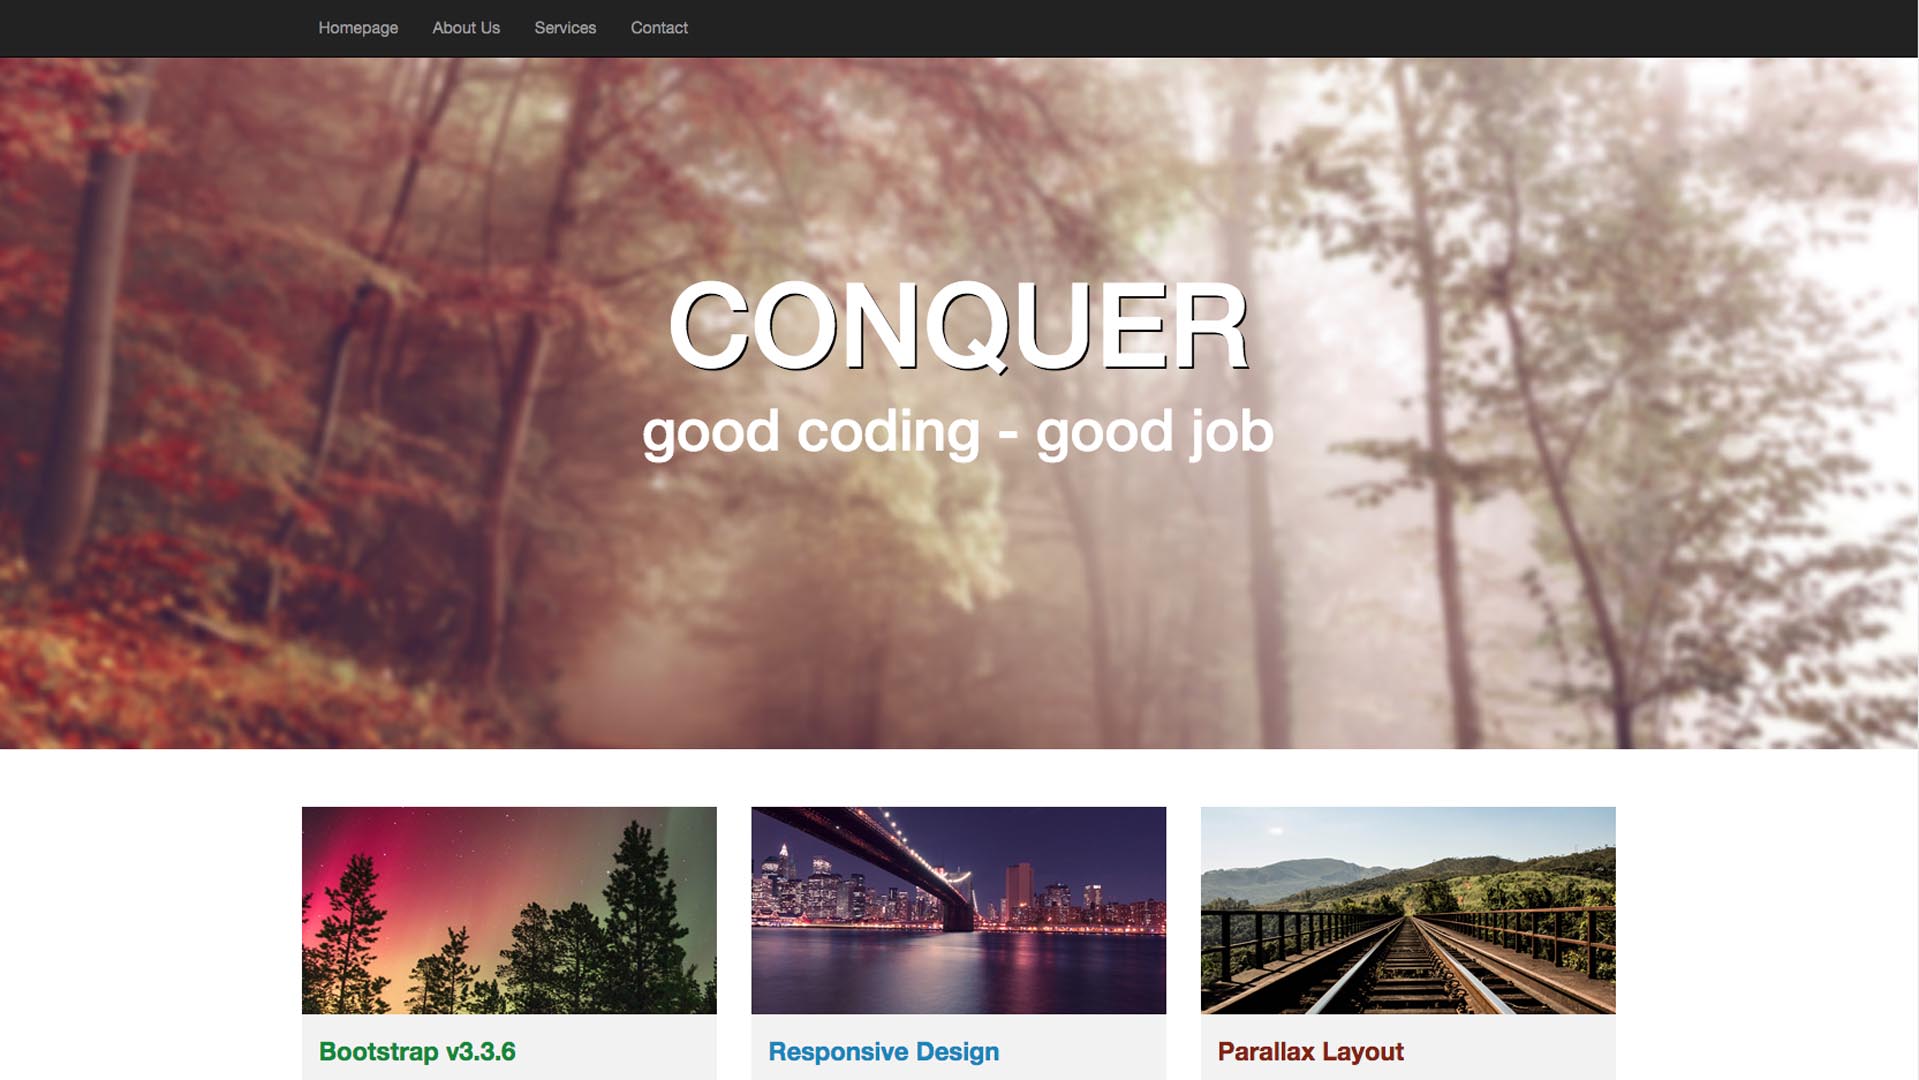 Homepage About Us Services Contact
CONQUER
good coding - good job
Bootstrap v3.3.6 Responsive Design Parallax Layout